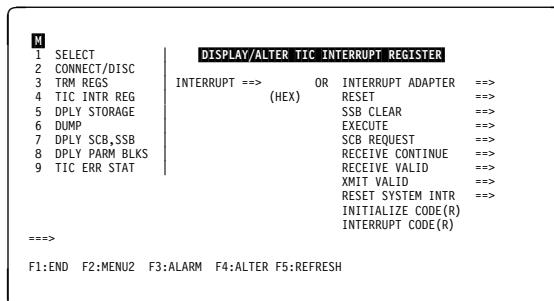 M
1 SELECT DISPLAY/ALTER TIC INTERRUPT REGISTER
2 CONNECT/DISC
3 TRM REGS INTERRUPT ==> OR INTERRUPT ADAPTER ==>
4 TIC INTR REG (HEX) RESET ==>
5 DPLY STORAGE SSB CLEAR ==>
6 DUMP EXECUTE ==>
7 DPLY SCB,SSB SCB REQUEST ==>
8 DPLY PARM BLKS RECEIVE CONTINUE ==>
9 TIC ERR STAT RECEIVE VALID ==>
XMIT VALID ==>
RESET SYSTEM INTR ==>
INITIALIZE CODE(R)
INTERRUPT CODE(R)
===>
F1:END F2:MENU2 F3:ALARM F4:ALTER F5:REFRESH